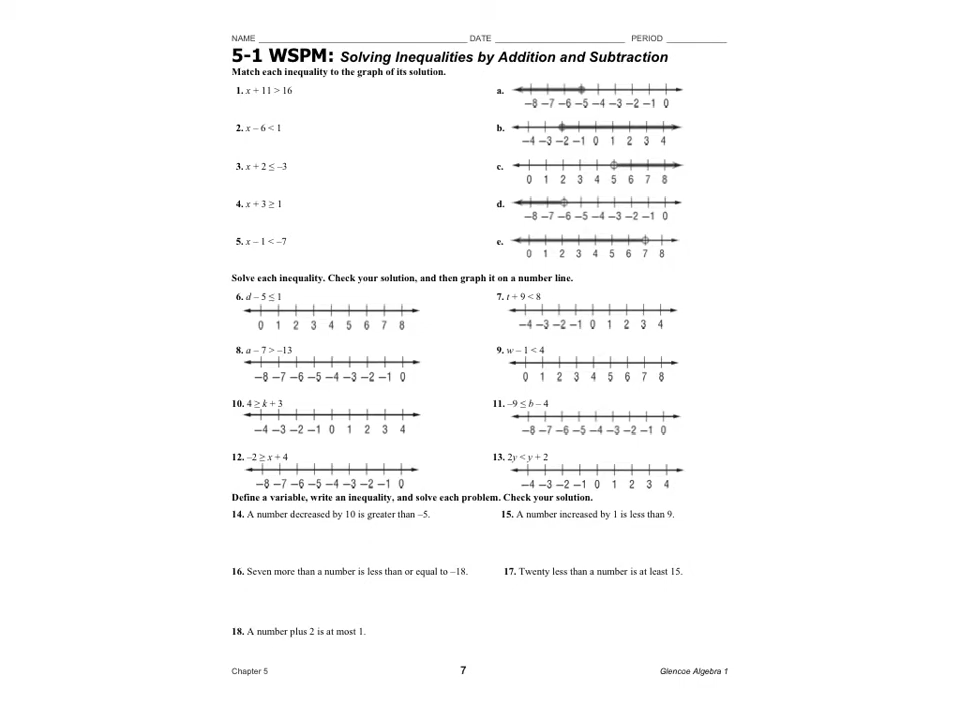 NAME ______ DATE ______ PERIOD ______
5-1 WSPM: Solving Inequalities by Addition and Subtraction
Match each inequality to the graph of its solution.
1. x + 11 > 16 a.
–8 –7 –6 –5 –4 –3 –2 –1 0
2. x – 6 < 1 b.
–4 –3 –2 –1 0 1 2 3 4
3. x + 2 ≤ –3 c.
0 1 2 3 4 5 6 7 8
4. x + 3 ≥ 1 d.
–8 –7 –6 –5 –4 –3 –2 –1 0
5. x – 1 < –7 e.
0 1 2 3 4 5 6 7 8
Solve each inequality. Check your solution, and then graph it on a number line.
6. d – 5 ≤ 1 7. t + 9 < 8
0 1 2 3 4 5 6 7 8 –4 –3 –2 –1 0 1 2 3 4
8. a – 7 > –13 9. w – 1 < 4
–8 –7 –6 –5 –4 –3 –2 –1 0 0 1 2 3 4 5 6 7 8
10. 4 ≥ k + 3 11. –9 ≤ b – 4
–4 –3 –2 –1 0 1 2 3 4 –8 –7 –6 –5 –4 –3 –2 –1 0
12. –2 ≥ x + 4 13. 2y < y + 2
–8 –7 –6 –5 –4 –3 –2 –1 0 –4 –3 –2 –1 0 1 2 3 4
Define a variable, write an inequality, and solve each problem. Check your solution.
14. A number decreased by 10 is greater than –5. 15. A number increased by 1 is less than 9.
16. Seven more than a number is less than or equal to –18. 17. Twenty less than a number is at least 15.
18. A number plus 2 is at most 1.
Chapter 5 7 Glencoe Algebra 1